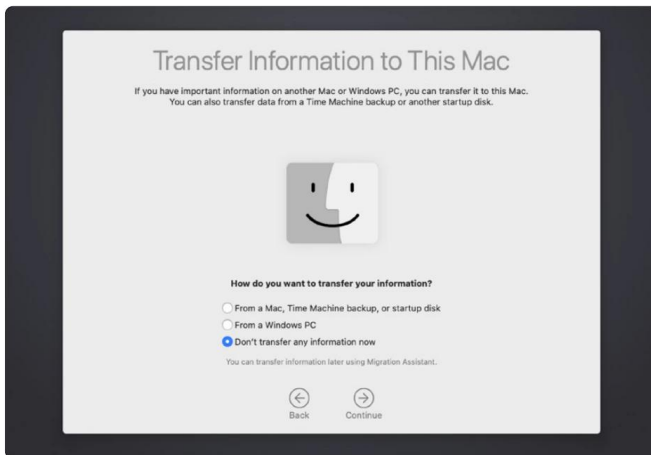 Transfer Information to This Mac
If you have important information on another Mac or Windows PC, you can transfer it to this Mac.
You can also transfer data from a Time Machine backup or another startup disk.
How do you want to transfer your information?
From a Mac, Time Machine backup, or startup disk
From a Windows PC
Don't transfer any information now
You can transfer information later using Migration Assistant.
Back
Continue